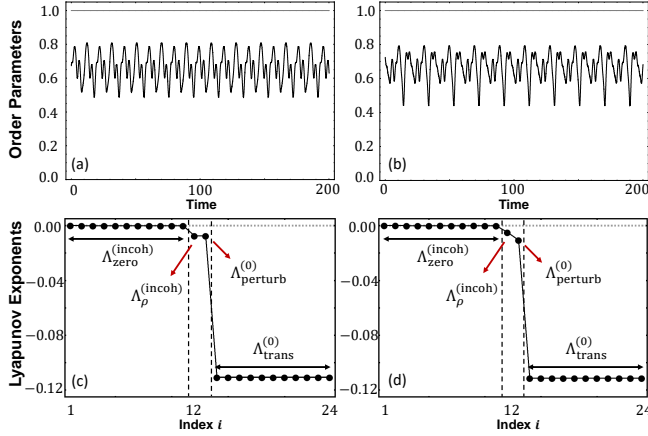 Order Parameters
1.0
0.8
0.6
0.4
0.2
0.0
(a)
0
100
200
Time
1.0
0.8
0.6
0.4
0.2
0.0
(b)
0
100
200
Time
Lyapunov Exponents
0.00
−0.04
−0.08
−0.12
Λ_zero^(incoh)
Λ_ρ^(incoh)
Λ_perturb^(0)
Λ_trans^(0)
(c)
1
12
24
Index i
0.00
−0.04
−0.08
−0.12
Λ_zero^(incoh)
Λ_ρ^(incoh)
Λ_perturb^(0)
Λ_trans^(0)
(d)
1
12
24
Index i